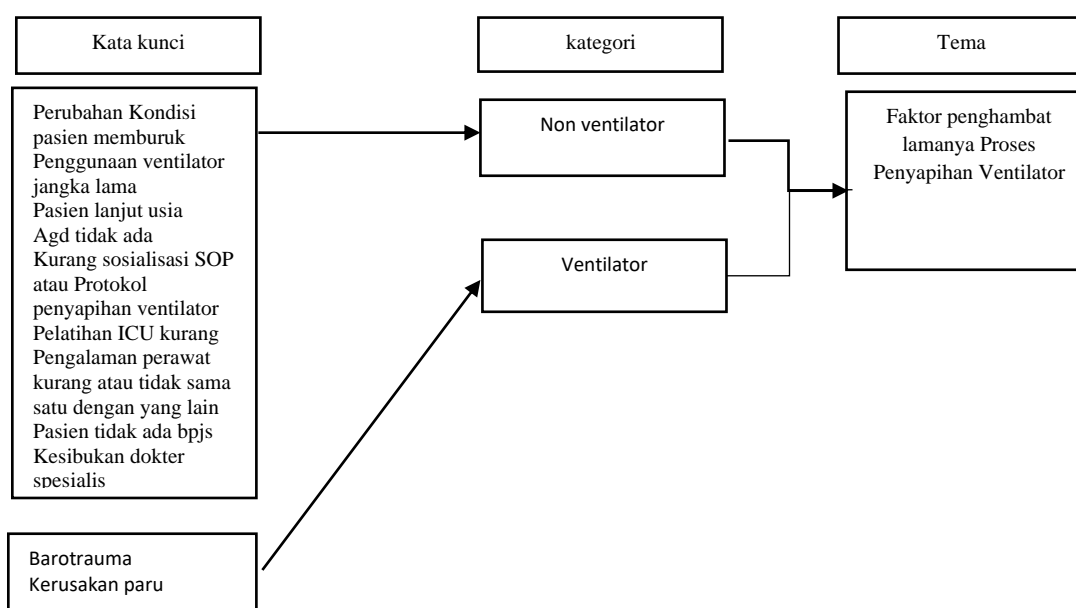 Kata kunci
kategori
Tema
Perubahan Kondisi
pasien memburuk
Penggunaan ventilator
jangka lama
Pasien lanjut usia
Agd tidak ada
Kurang sosialisasi SOP
atau Protokol
penyapihan ventilator
Pelatihan ICU kurang
Pengalaman perawat
kurang atau tidak sama
satu dengan yang lain
Pasien tidak ada bpjs
Kesibukan dokter
spesialis
Barotrauma
Kerusakan paru
Non ventilator
Ventilator
Faktor penghambat
lamanya Proses
Penyapihan Ventilator